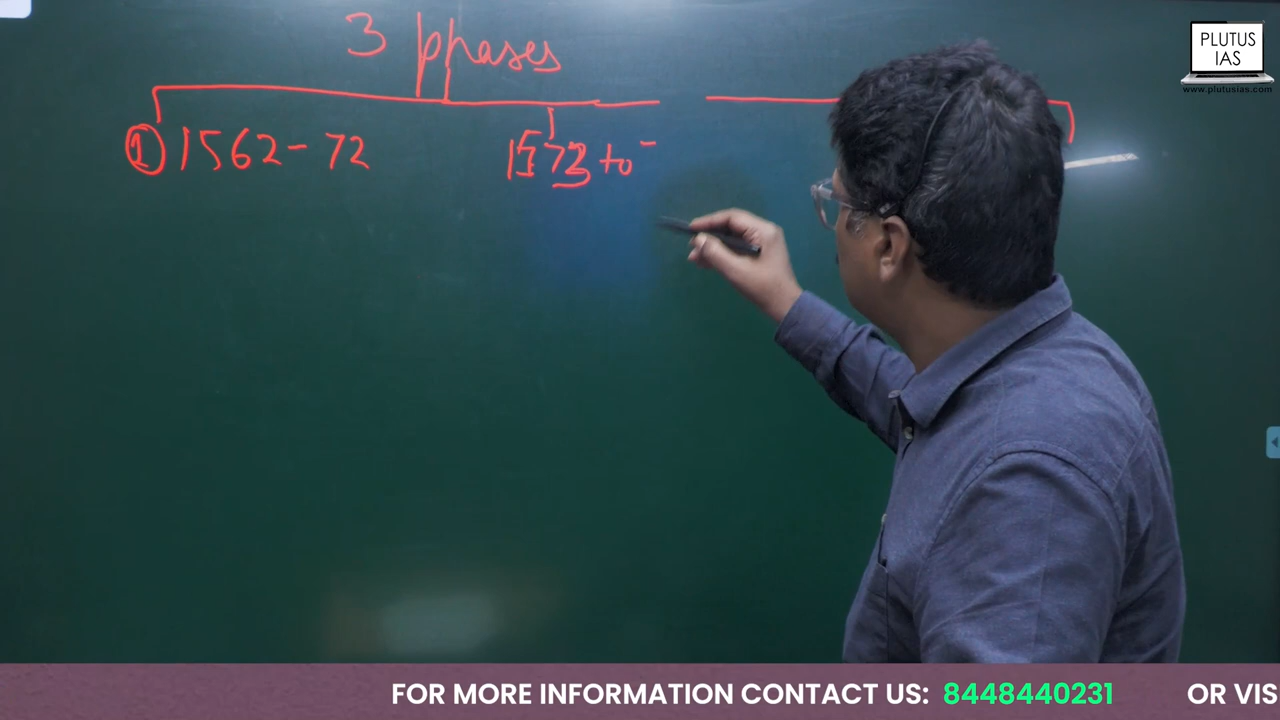 3 phases
① 1562-72
1573 to -
PLUTUS
IAS
www.plutusias.com
FOR MORE INFORMATION CONTACT US: 8448440231
OR VIS